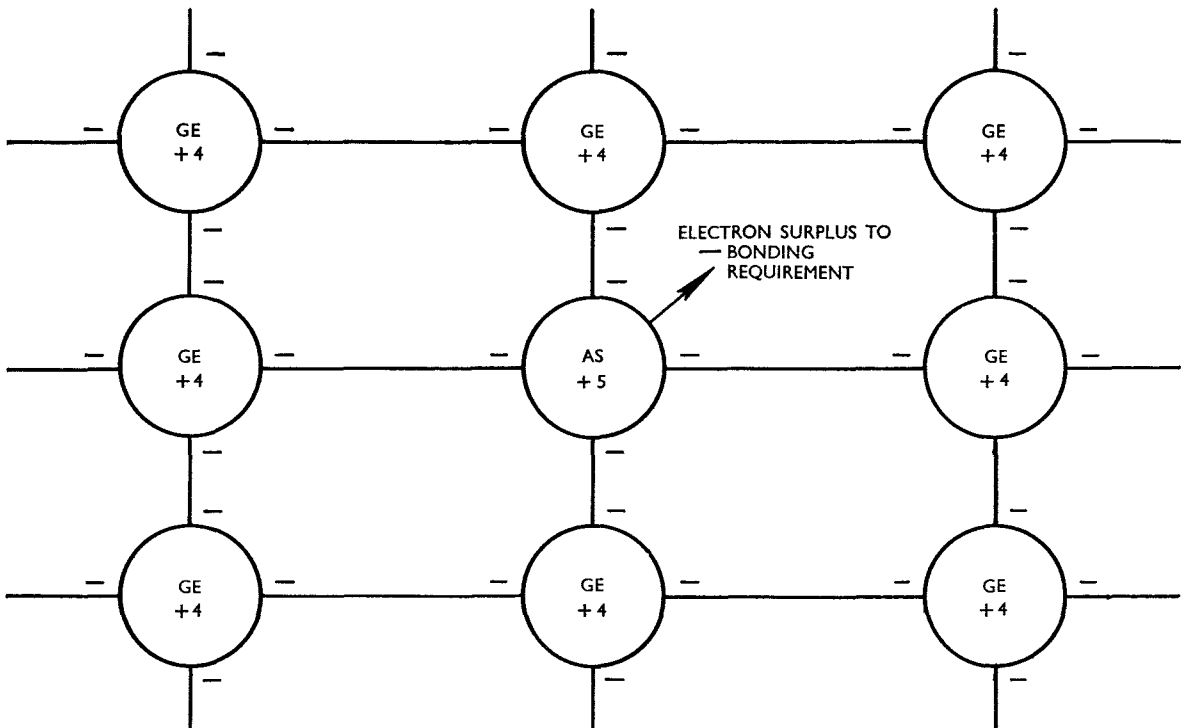 GE
+4
GE
+4
GE
+4
ELECTRON SURPLUS TO
— BONDING
REQUIREMENT
GE
+4
AS
+5
GE
+4
GE
+4
GE
+4
GE
+4